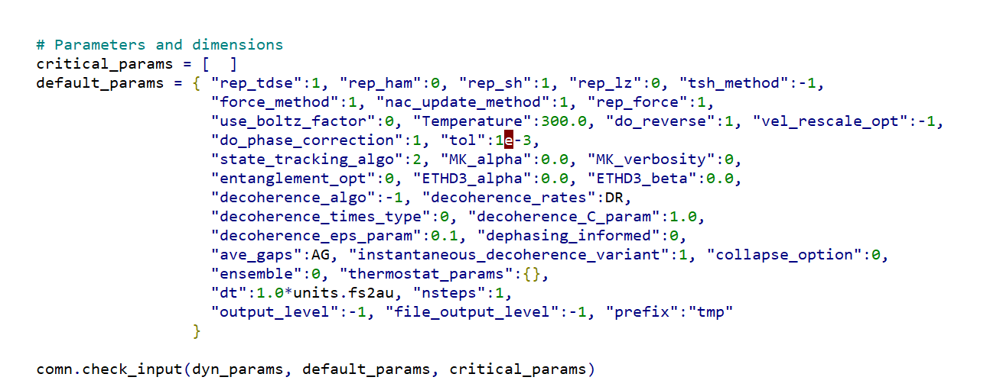 # Parameters and dimensions
critical_params = [  ]
default_params = { "rep_tdse":1, "rep_ham":0, "rep_sh":1, "rep_lz":0, "tsh_method":-1,
                   "force_method":1, "nac_update_method":1, "rep_force":1,
                   "use_boltz_factor":0, "Temperature":300.0, "do_reverse":1, "vel_rescale_opt":-1,
                   "do_phase_correction":1, "tol":1e-3,
                   "state_tracking_algo":2, "MK_alpha":0.0, "MK_verbosity":0,
                   "entanglement_opt":0, "ETHD3_alpha":0.0, "ETHD3_beta":0.0,
                   "decoherence_algo":-1, "decoherence_rates":DR,
                   "decoherence_times_type":0, "decoherence_C_param":1.0,
                   "decoherence_eps_param":0.1, "dephasing_informed":0,
                   "ave_gaps":AG, "instantaneous_decoherence_variant":1, "collapse_option":0,
                   "ensemble":0, "thermostat_params":{},
                   "dt":1.0*units.fs2au, "nsteps":1,
                   "output_level":-1, "file_output_level":-1, "prefix":"tmp"
                 }
comn.check_input(dyn_params, default_params, critical_params)